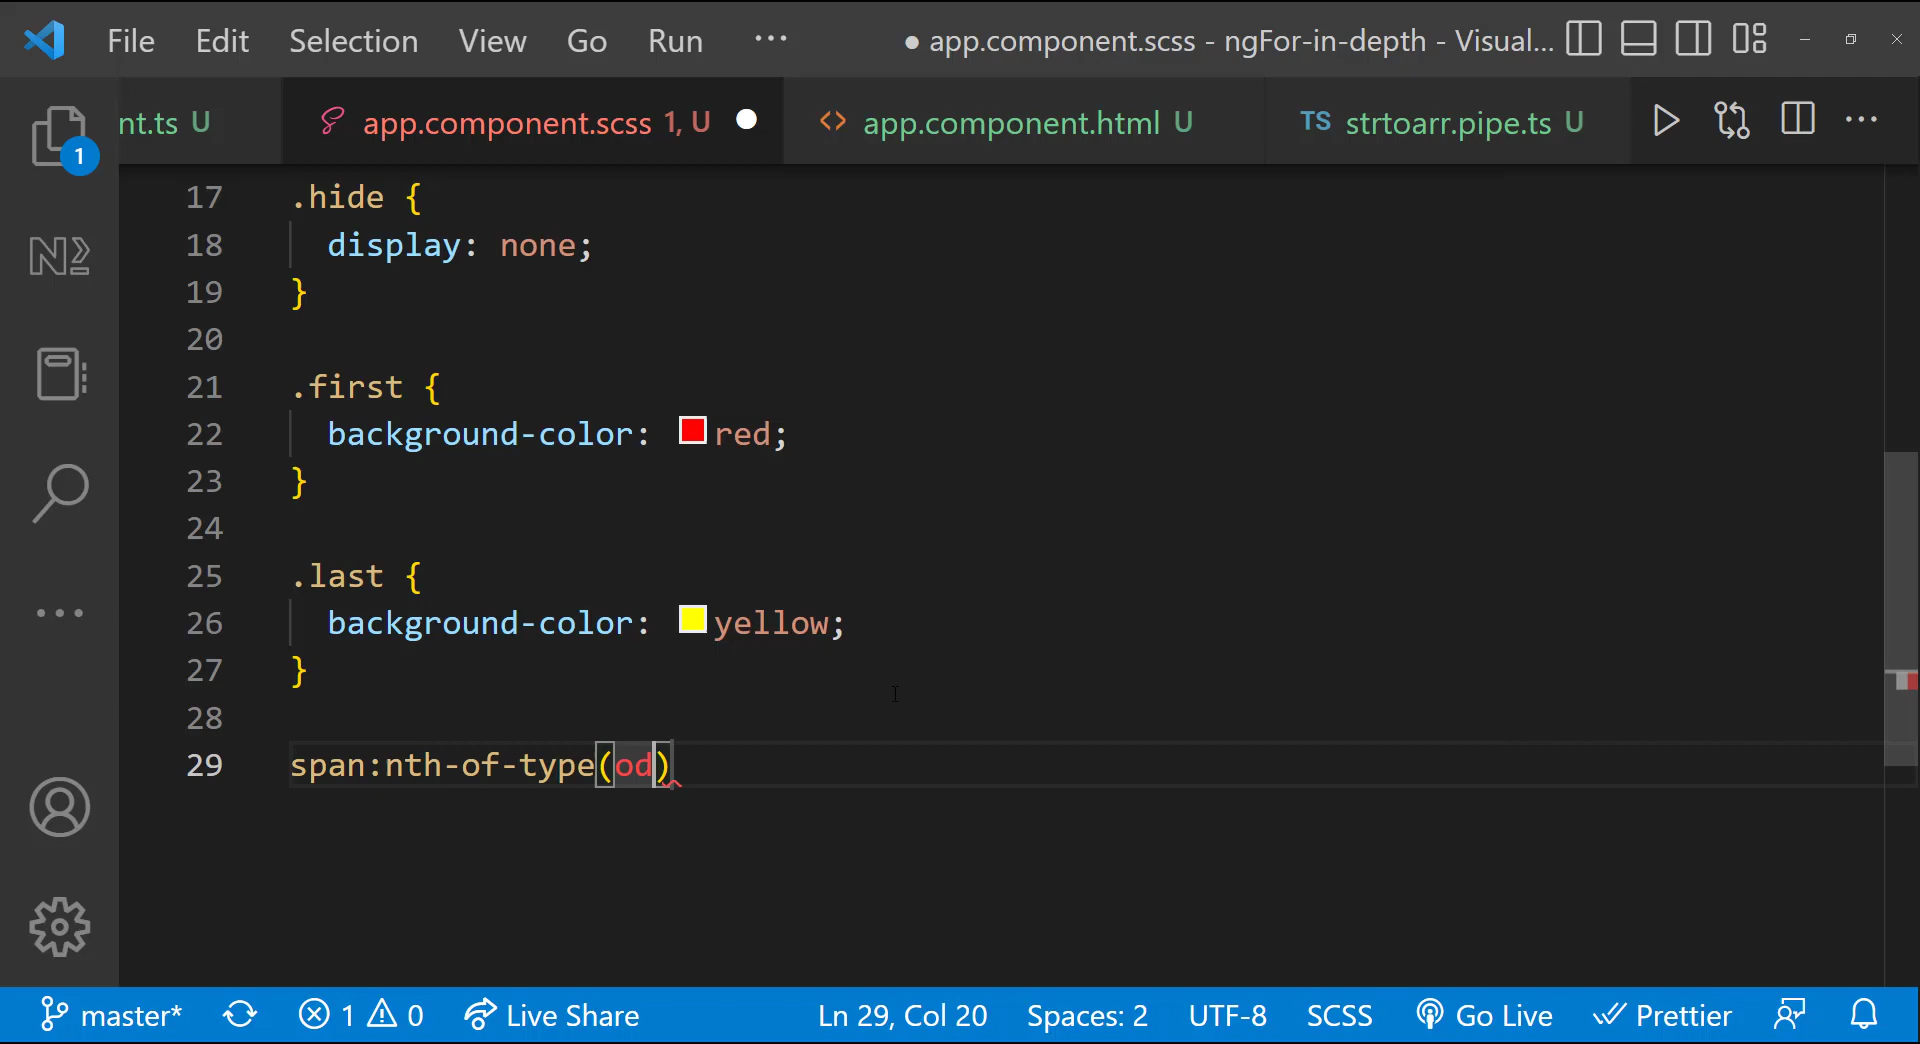 File Edit Selection View Go Run ··· ● app.component.scss - ngFor-in-depth - Visual...
nt.ts U app.component.scss 1, U app.component.html U TS strtoarr.pipe.ts U
1
17 .hide {
18 display: none;
19 }
20
21 .first {
22 background-color: red;
23 }
24
25 .last {
26 background-color: yellow;
27 }
28
29 span:nth-of-type(od)
master* 1 0 Live Share Ln 29, Col 20 Spaces: 2 UTF-8 SCSS Go Live Prettier